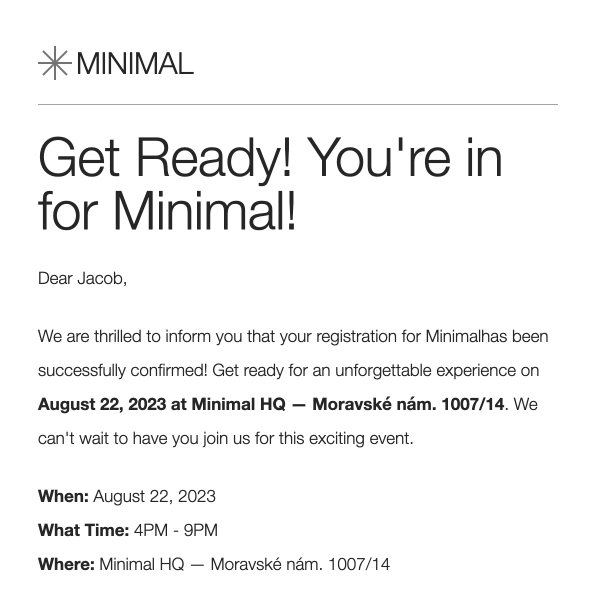 MINIMAL
Get Ready! You're in
for Minimal!
Dear Jacob,
We are thrilled to inform you that your registration for Minimalhas been
successfully confirmed! Get ready for an unforgettable experience on
August 22, 2023 at Minimal HQ — Moravské nám. 1007/14. We
can't wait to have you join us for this exciting event.
When: August 22, 2023
What Time: 4PM - 9PM
Where: Minimal HQ — Moravské nám. 1007/14